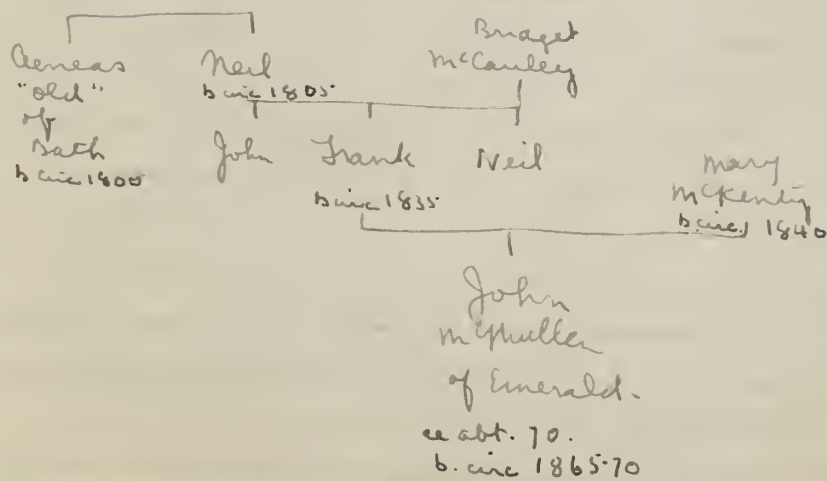 Bridget
McCauley
Aeneas
"old"
of
Bath
b circ 1800
Neil
b circ 1805
John
Frank
b circ 1835
Neil
Mary
McKenty
b. circ. 1840
John
McMullen
of Emerald.
ae abt. 70.
b. circ 1865-70